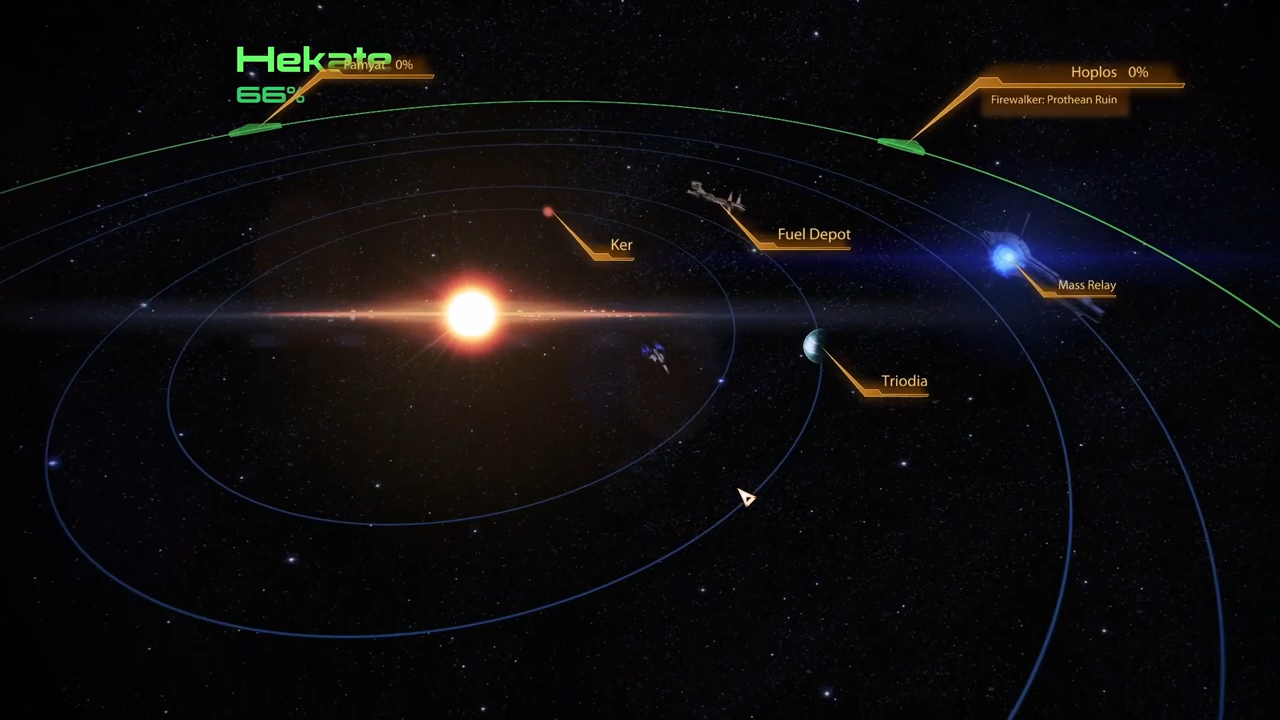 Hekate
66%
Pamyat 0%
Hoplos 0%
Firewalker: Prothean Ruin
Fuel Depot
Ker
Mass Relay
Triodia